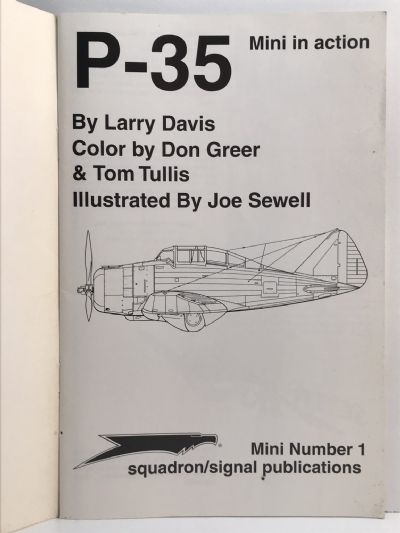 P-35 Mini in action
By Larry Davis
Color by Don Greer
& Tom Tullis
Illustrated By Joe Sewell
®
Mini Number 1
squadron/signal publications